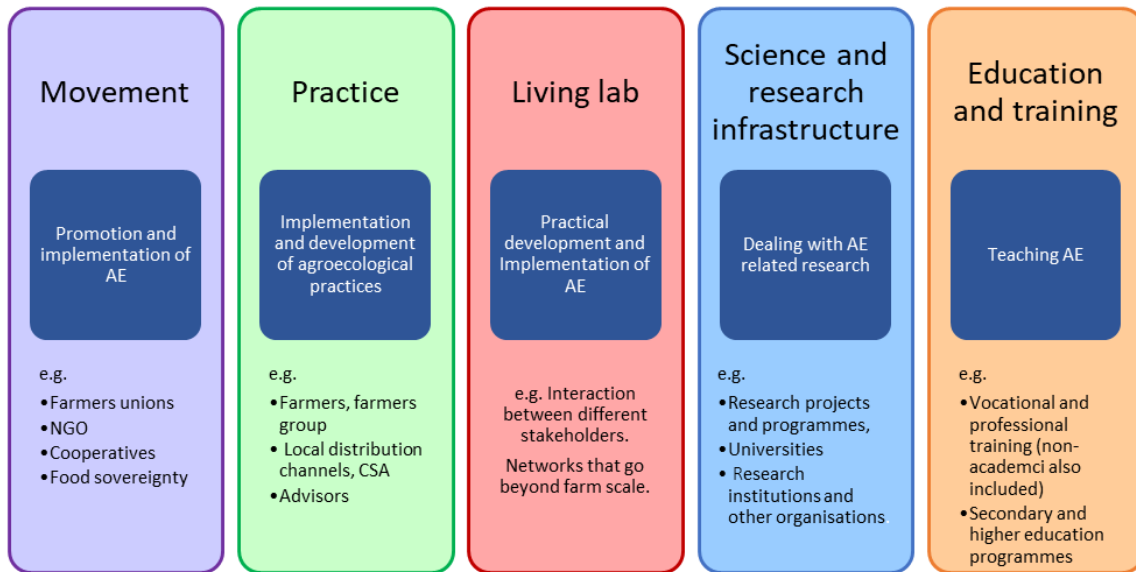 Movement
Promotion and
implementation of
AE
e.g.
•Farmers unions
•NGO
•Cooperatives
•Food sovereignty
Practice
Implementation
and development
of agroecological
practices
e.g.
•Farmers, farmers
group
• Local distribution
channels, CSA
•Advisors
Living lab
Practical
development and
Implementation of
AE
e.g. Interaction
between different
stakeholders.
Networks that go
beyond farm scale.
Science and
research
infrastructure
Dealing with AE
related research
e.g.
•Research projects
and programmes,
•Universities
• Research
institutions and
other organisations.
Education
and training
Teaching AE
e.g.
•Vocational and
professional
training (non-
academci also
included)
•Secondary and
higher education
programmes